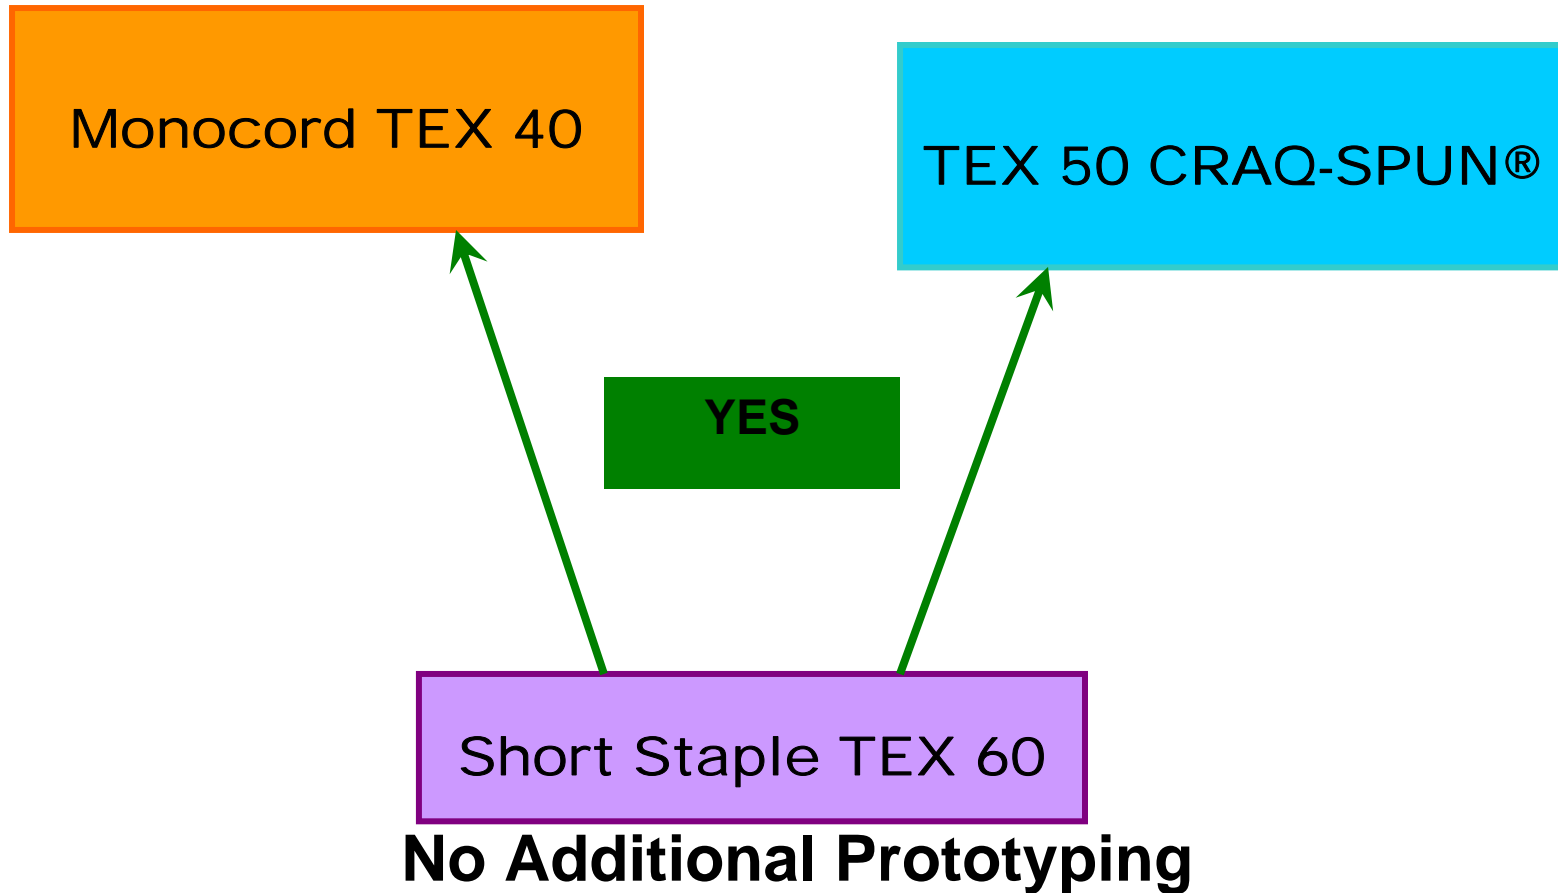 Monocord TEX 40
TEX 50 CRAQ-SPUN®
YES
Short Staple TEX 60
No Additional Prototyping